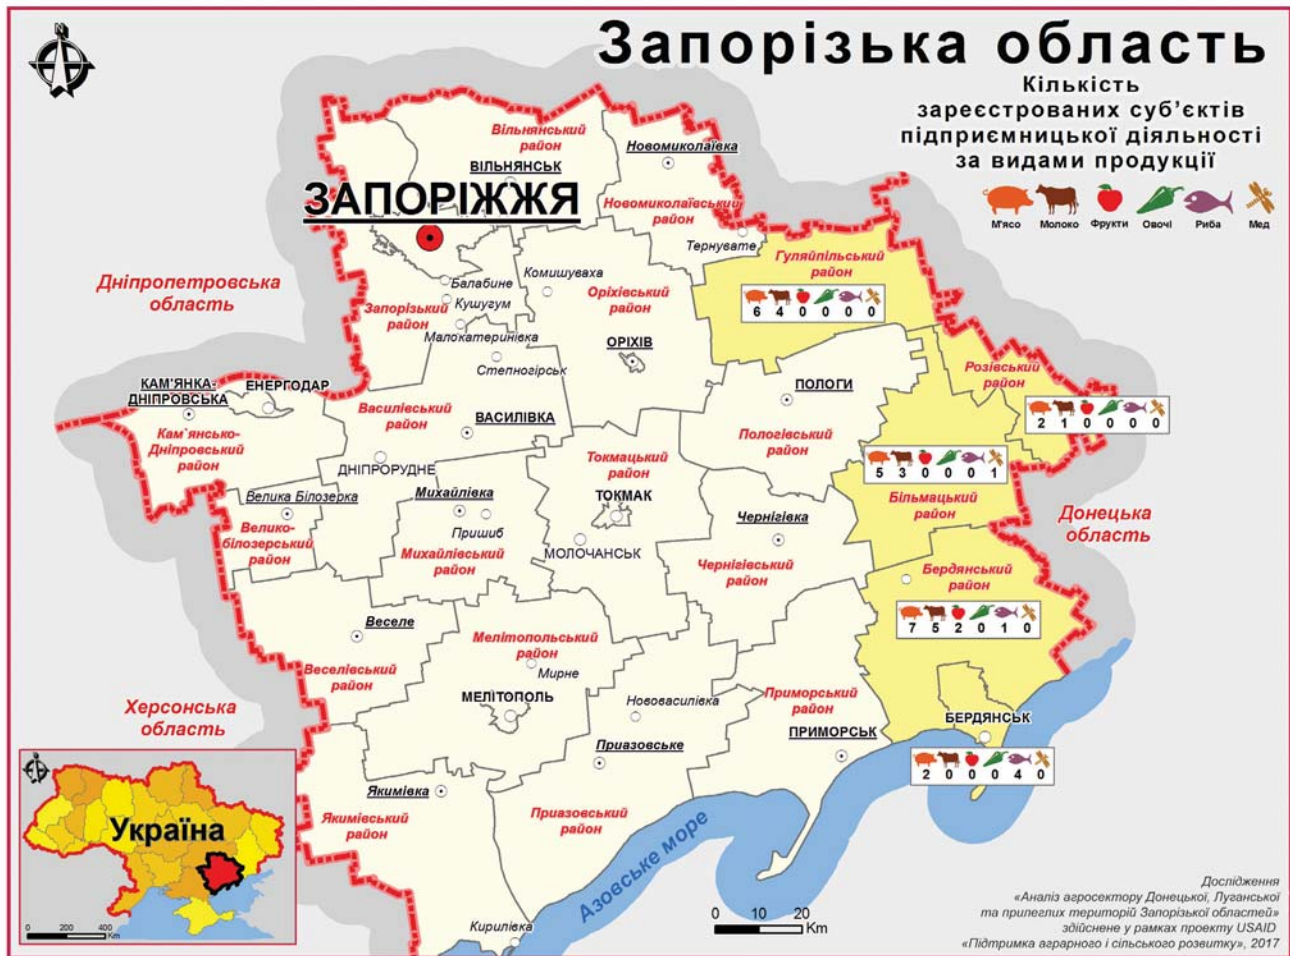 N
Запорізька область
Кількість
зареєстрованих суб'єктів
підприємницької діяльності
за видами продукції
М'ясо Молоко Фрукти Овочі Риба Мед
Вільнянський
район
ВІЛЬНЯНСЬК
Новомиколаївка
ЗАПОРІЖЖЯ
Новомиколаївський
район
Тернувате
Гуляйпільський
район
6 4 0 0 0 0
Дніпропетровська
область
Балабине
Кушугум
Комишуваха
Оріхівський
район
Запорізький
район
Малокатеринівка
Степногірськ
ОРІХІВ
Розівський
район
2 1 0 0 0 0
КАМ'ЯНКА-
ДНІПРОВСЬКА
ЕНЕРГОДАР
Кам`янсько-
Дніпровський
район
Василівський
район
ВАСИЛІВКА
ПОЛОГИ
Пологівський
район
ДНІПРОРУДНЕ
Токмацький
район
5 3 0 0 0 1
Більмацький
район
Велика Білозерка
Велико-
білозерський
район
Михайлівка
Пришиб
Михайлівський
район
ТОКМАК
МОЛОЧАНСЬК
Чернігівка
Чернігівський
район
Донецька
область
Бердянський
район
7 5 2 0 1 0
Веселе
Веселівський
район
Мелітопольський
район
Мирне
МЕЛІТОПОЛЬ
Нововасилівка
Приморський
район
ПРИМОРСЬК
БЕРДЯНСЬК
2 0 0 0 4 0
Херсонська
область
Приазовське
Якимівка
Якимівський
район
Приазовський
район
Азовське море
Кирилівка
Україна
0 200 400
Km
0 10 20
Km
Дослідження
«Аналіз агросектору Донецької, Луганської
та прилеглих територій Запорізької областей»
здійснене у рамках проекту USAID
«Підтримка аграрного і сільського розвитку», 2017